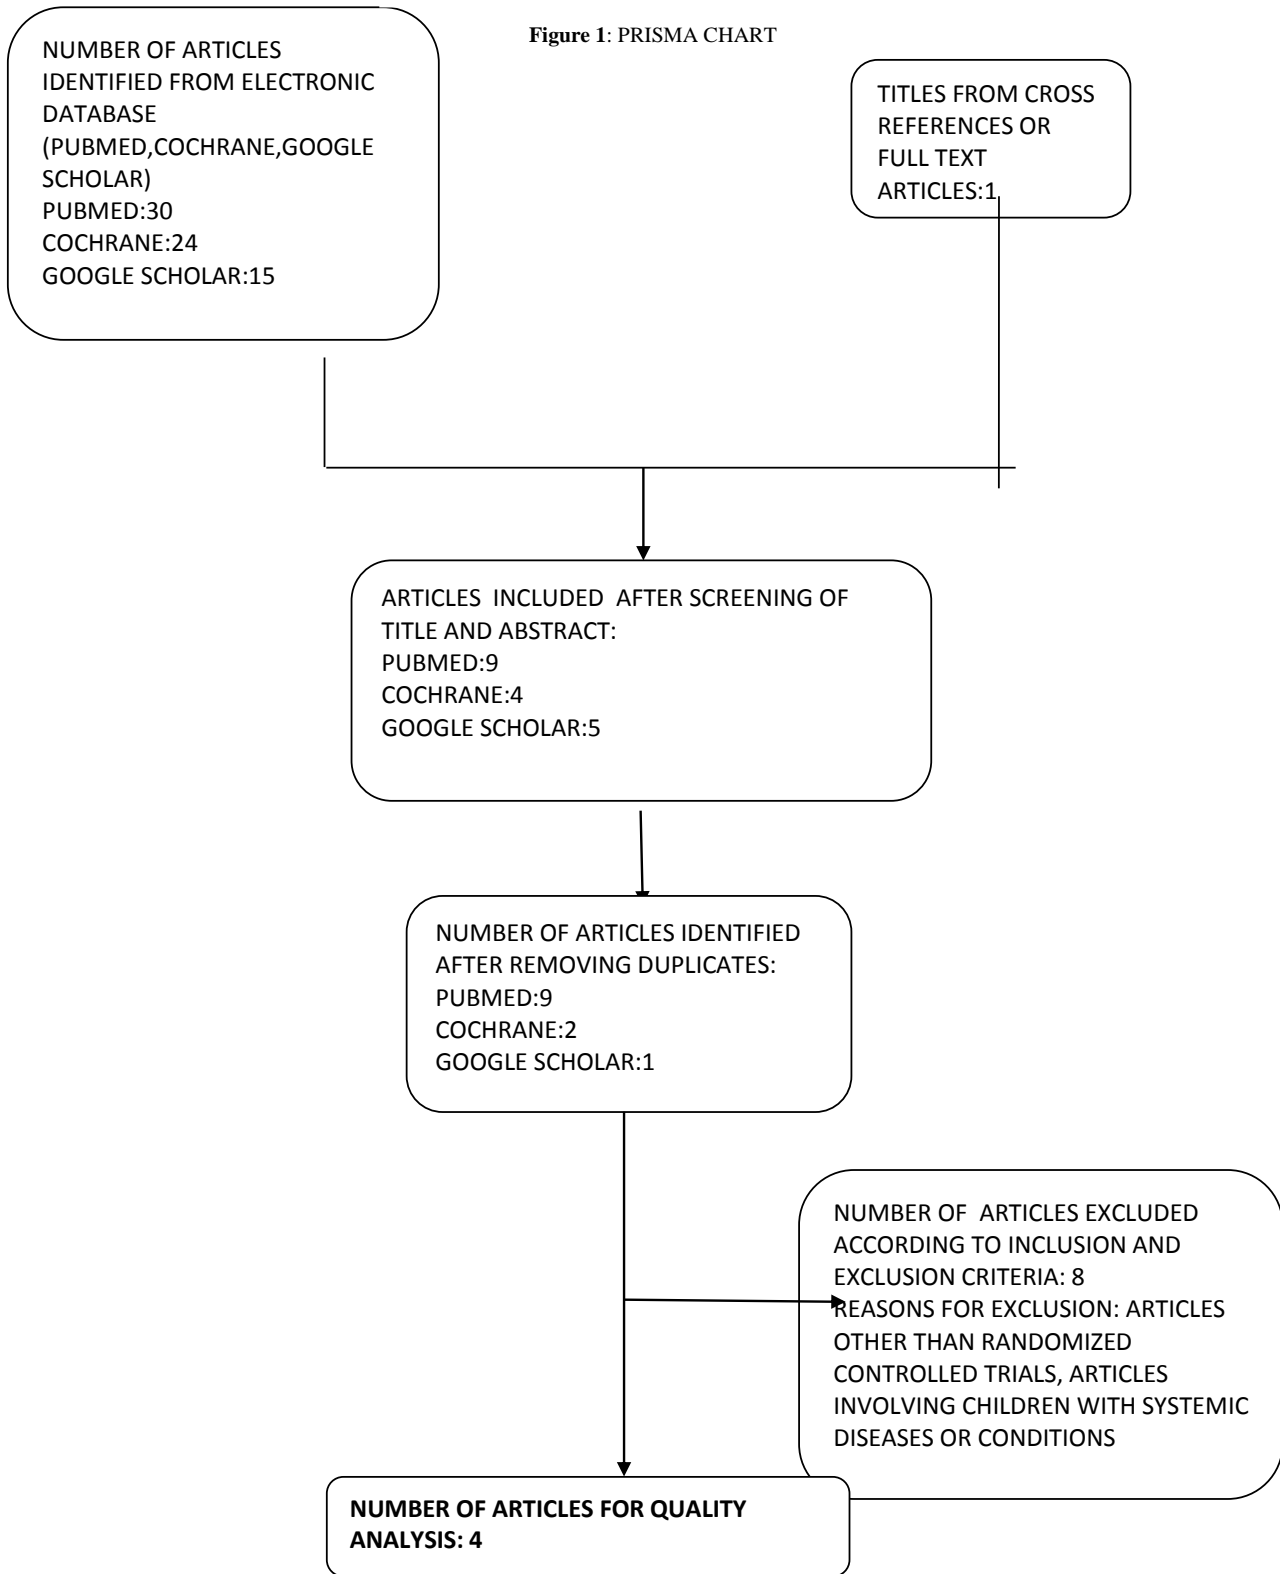 Figure 1: PRISMA CHART
NUMBER OF ARTICLES
IDENTIFIED FROM ELECTRONIC
DATABASE
(PUBMED,COCHRANE,GOOGLE
SCHOLAR)
PUBMED:30
COCHRANE:24
GOOGLE SCHOLAR:15
TITLES FROM CROSS
REFERENCES OR
FULL TEXT
ARTICLES:1
ARTICLES INCLUDED AFTER SCREENING OF
TITLE AND ABSTRACT:
PUBMED:9
COCHRANE:4
GOOGLE SCHOLAR:5
NUMBER OF ARTICLES IDENTIFIED
AFTER REMOVING DUPLICATES:
PUBMED:9
COCHRANE:2
GOOGLE SCHOLAR:1
NUMBER OF ARTICLES EXCLUDED
ACCORDING TO INCLUSION AND
EXCLUSION CRITERIA: 8
REASONS FOR EXCLUSION: ARTICLES
OTHER THAN RANDOMIZED
CONTROLLED TRIALS, ARTICLES
INVOLVING CHILDREN WITH SYSTEMIC
DISEASES OR CONDITIONS
NUMBER OF ARTICLES FOR QUALITY
ANALYSIS: 4